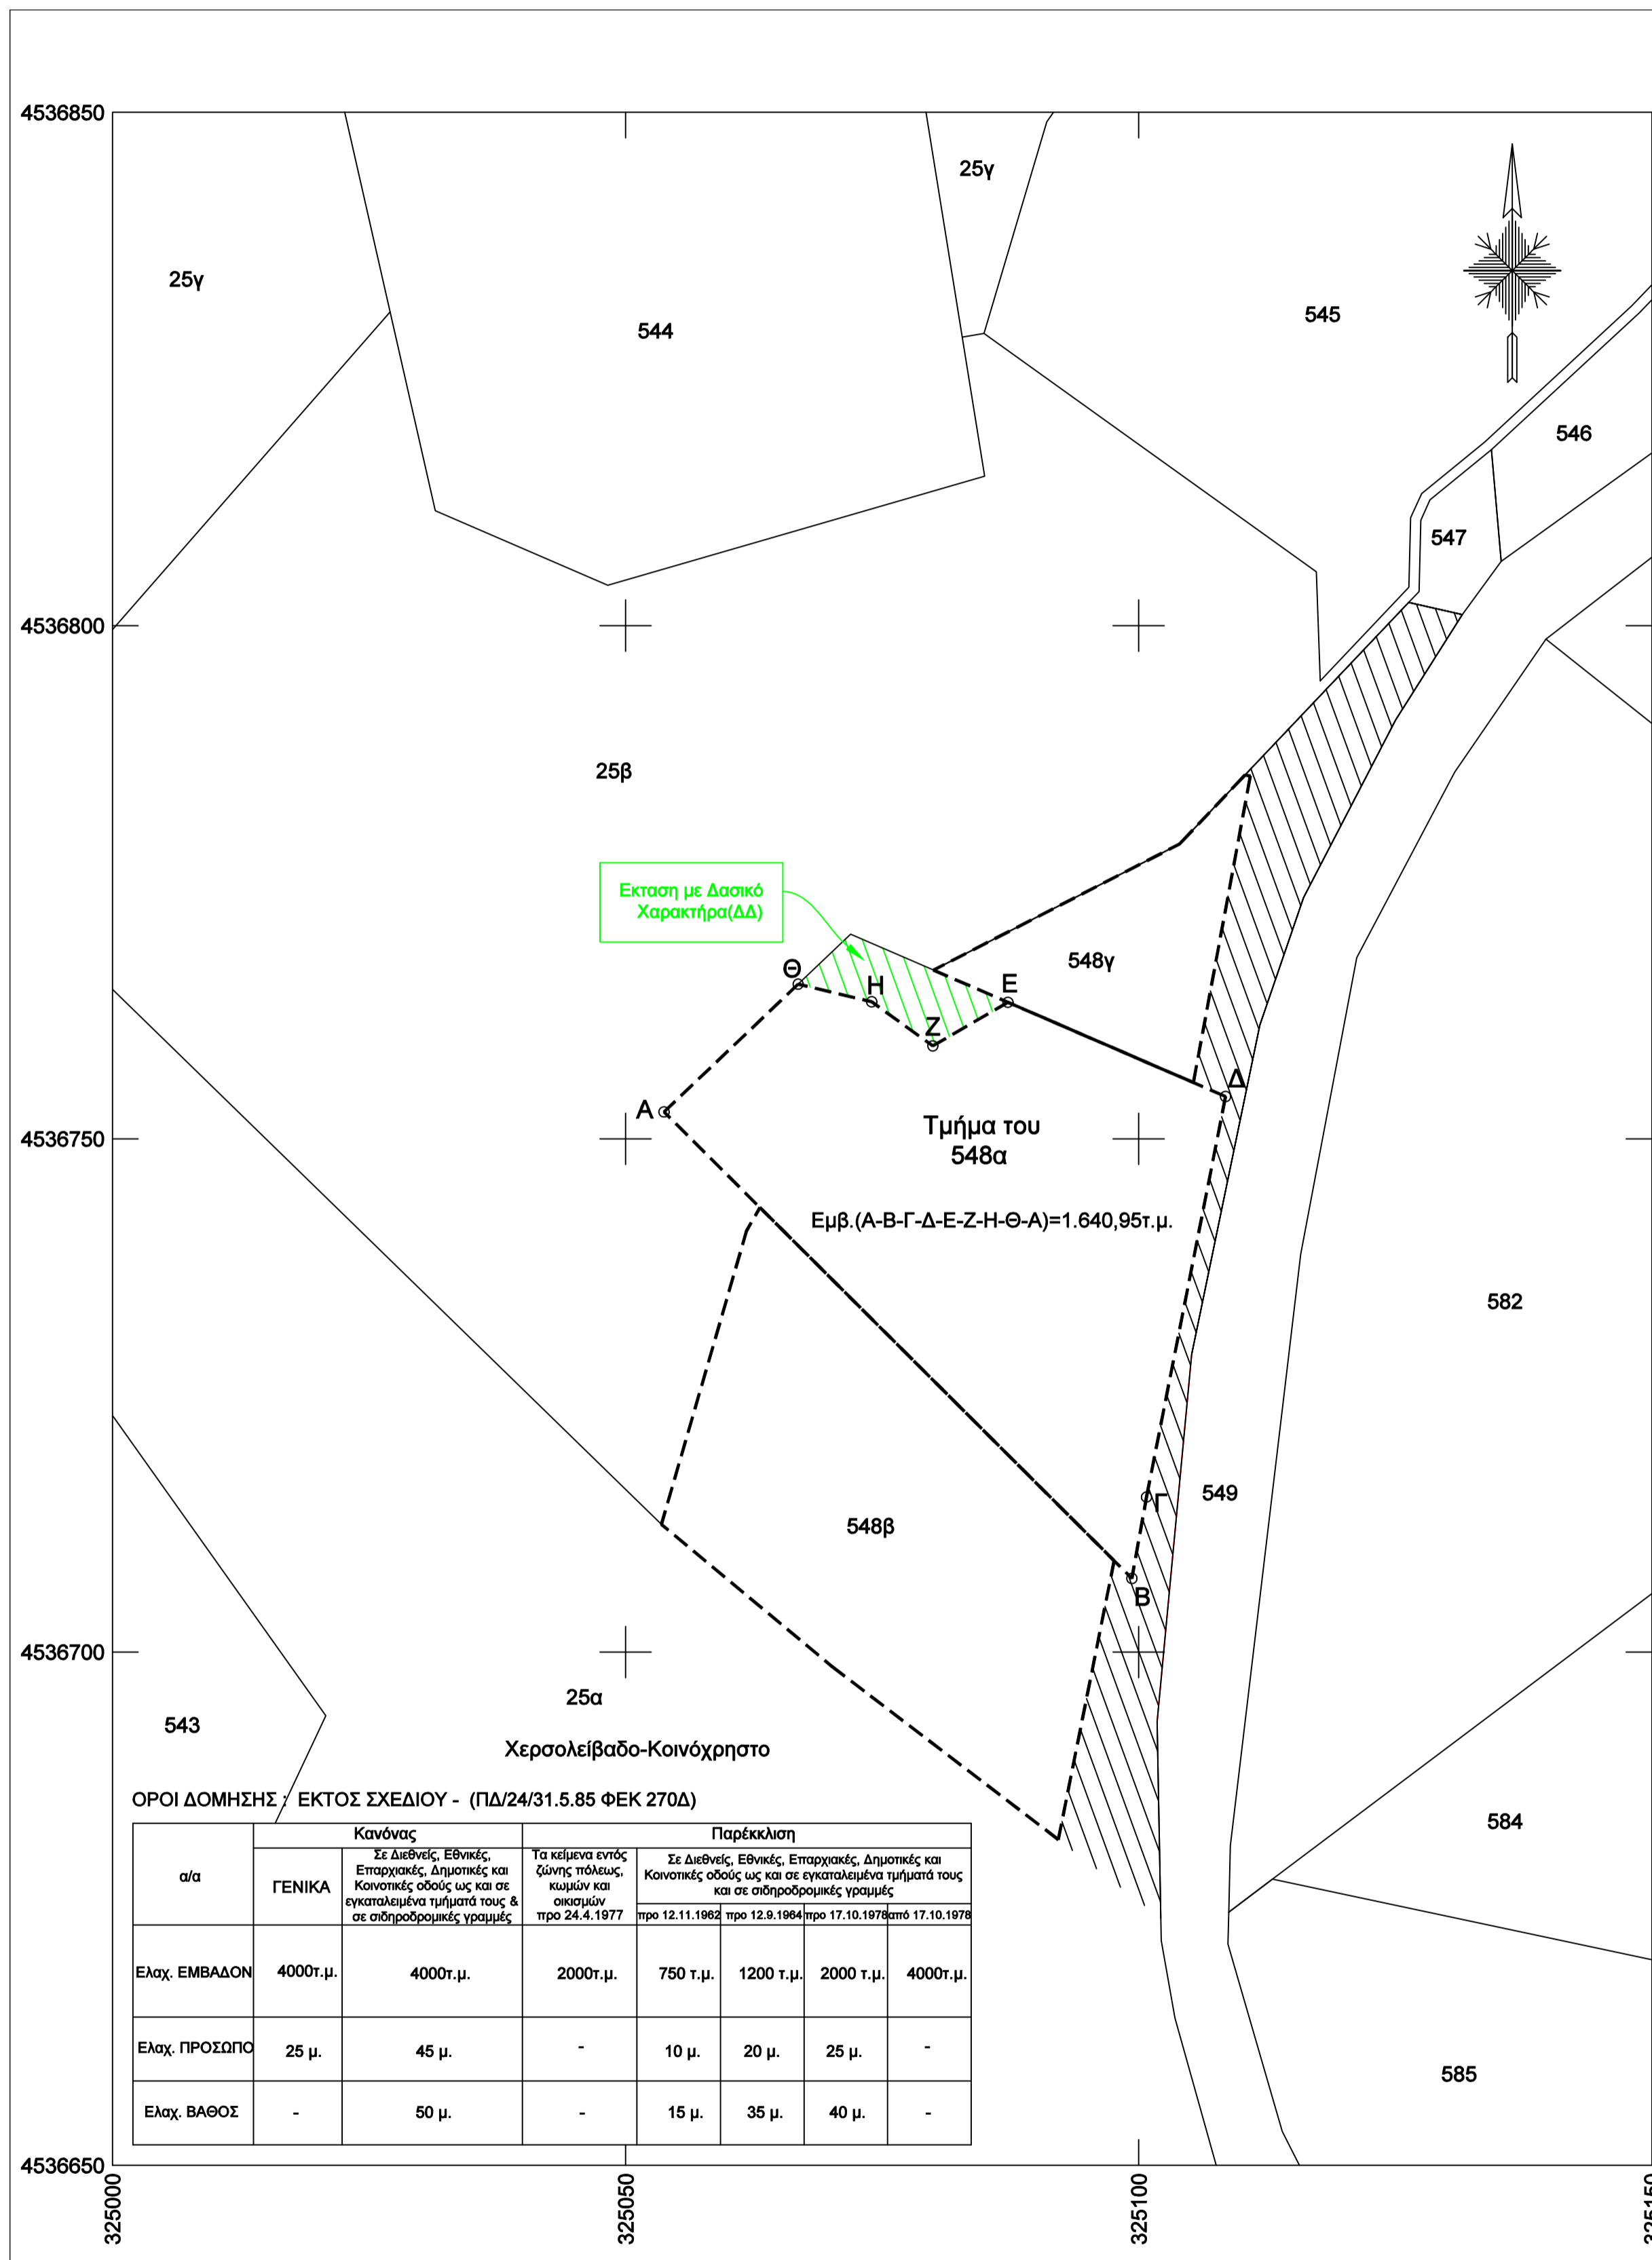 4536850
25γ
25γ
544
545
546
547
4536800
25β
Εκταση με Δασικό
Χαρακτήρα(ΔΔ)
548γ
Θ
Η
Ε
Ζ
Δ
Α
4536750
Τμήμα του
548α
Εμβ.(Α-Β-Γ-Δ-Ε-Ζ-Η-Θ-Α)=1.640,95τ.μ.
582
549
Γ
548β
Β
4536700
25α
543
Χερσολείβαδο-Κοινόχρηστο
ΟΡΟΙ ΔΟΜΗΣΗΣ : ΕΚΤΟΣ ΣΧΕΔΙΟΥ - (ΠΔ/24/31.5.85 ΦΕΚ 270Δ)
584
α/α
Κανόνας
Παρέκκλιση
ΓΕΝΙΚΑ
Σε Διεθνείς, Εθνικές,
Επαρχιακές, Δημοτικές και
Κοινοτικές οδούς ως και σε
εγκαταλειμένα τμήματά τους &
σε σιδηροδρομικές γραμμές
Τα κείμενα εντός
ζώνης πόλεως,
κωμών και
οικισμών
προ 24.4.1977
Σε Διεθνείς, Εθνικές, Επαρχιακές, Δημοτικές και
Κοινοτικές οδούς ως και σε εγκαταλειμένα τμήματά τους
και σε σιδηροδρομικές γραμμές
προ 12.11.1962 προ 12.9.1964 προ 17.10.1978 από 17.10.1978
Ελαχ. ΕΜΒΑΔΟΝ 4000τ.μ. 4000τ.μ. 2000τ.μ. 750 τ.μ. 1200 τ.μ. 2000 τ.μ. 4000τ.μ.
Ελαχ. ΠΡΟΣΩΠΟ 25 μ. 45 μ. - 10 μ. 20 μ. 25 μ. -
Ελαχ. ΒΑΘΟΣ - 50 μ. - 15 μ. 35 μ. 40 μ. -
585
4536650
325000
325050
325100
325150